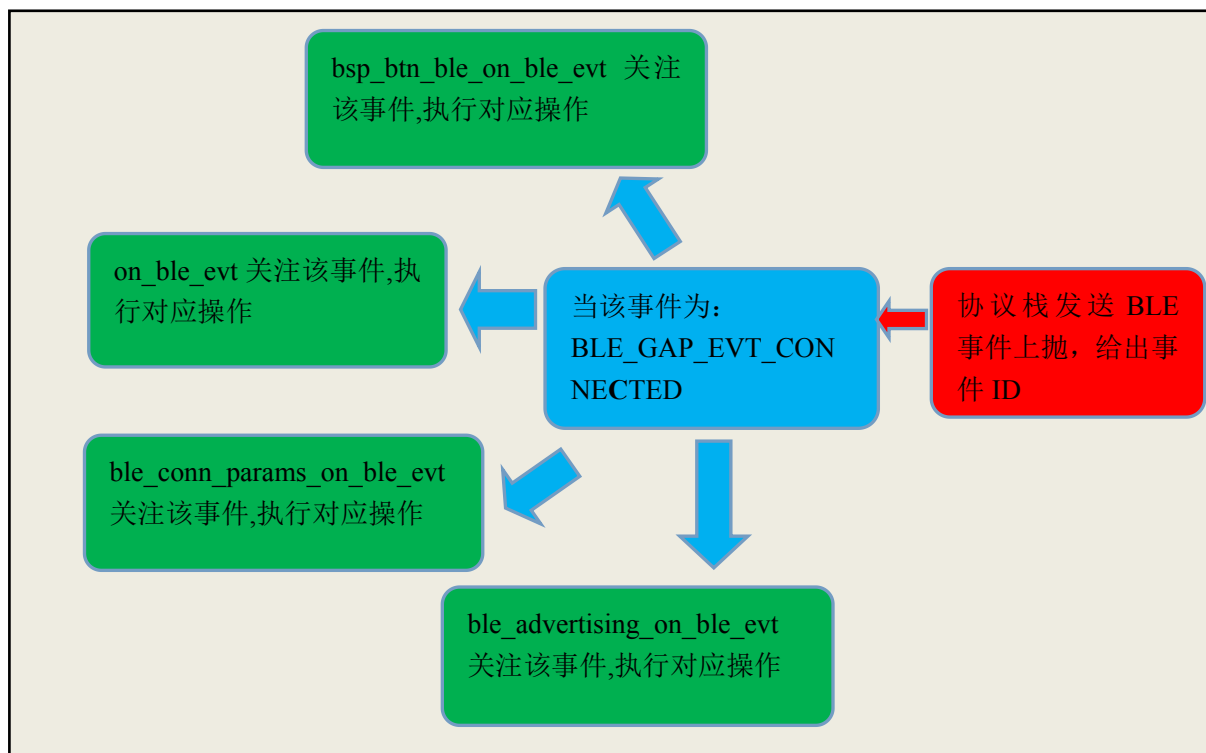 bsp_btn_ble_on_ble_evt 关注
该事件,执行对应操作
on_ble_evt 关注该事件,执
行对应操作
当该事件为：
BLE_GAP_EVT_CON
NECTED
协议栈发送 BLE
事件上抛，给出事
件 ID
ble_conn_params_on_ble_evt
关注该事件,执行对应操作
ble_advertising_on_ble_evt
关注该事件,执行对应操作